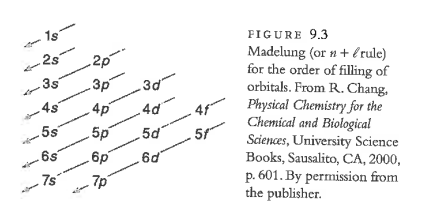 1s
2s 2p
3s 3p 3d
4s 4p 4d 4f
5s 5p 5d 5f
6s 6p 6d
7s 7p
FIGURE 9.3
Madelung (or n + ℓ rule)
for the order of filling of
orbitals. From R. Chang,
Physical Chemistry for the
Chemical and Biological
Sciences, University Science
Books, Sausalito, CA, 2000,
p. 601. By permission from
the publisher.